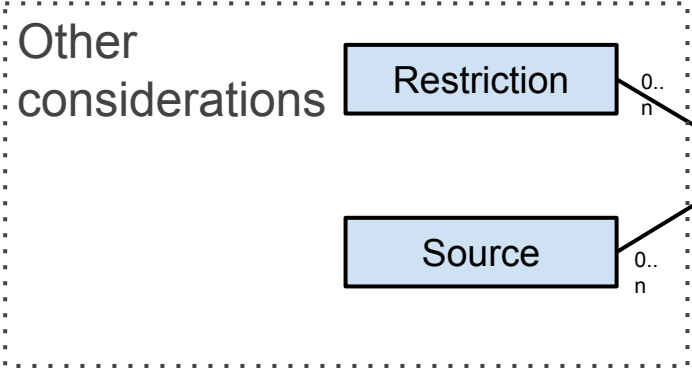 Other
considerations
Restriction
0..
n
Source
0..
n